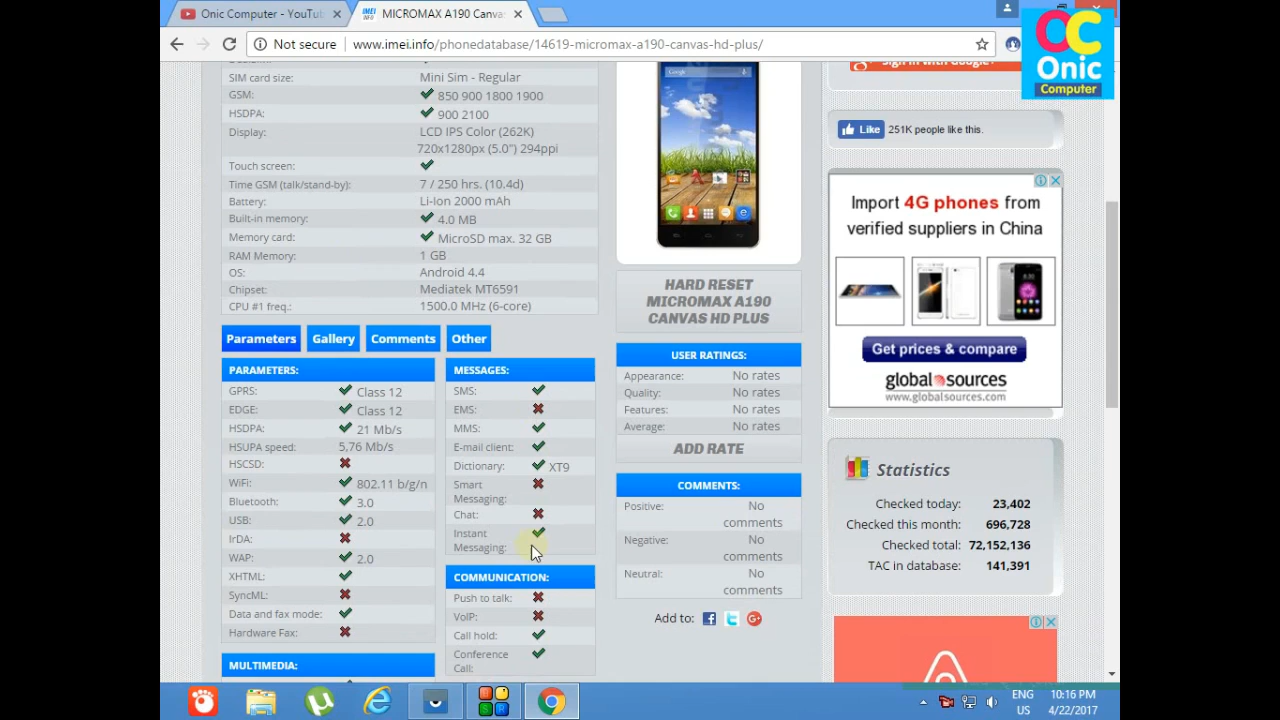 Onic Computer - YouTu
MICROMAX A190 Canvas
Not secure
www.imei.info/phonedatabase/14619-micromax-a190-canvas-hd-plus/
Onic
Computer
SIM card size: Mini Sim - Regular
GSM: 850 900 1800 1900
HSDPA: 900 2100
Display: LCD IPS Color (262K)
720x1280px (5.0") 294ppi
Touch screen:
Time GSM (talk/stand-by): 7 / 250 hrs. (10.4d)
Battery: Li-Ion 2000 mAh
Built-in memory: 4.0 MB
Memory card: MicroSD max. 32 GB
RAM Memory: 1 GB
OS: Android 4.4
Chipset: Mediatek MT6591
CPU #1 freq.: 1500.0 MHz (6-core)
Parameters
Gallery
Comments
Other
PARAMETERS:
GPRS: Class 12
EDGE: Class 12
HSDPA: 21 Mb/s
HSUPA speed: 5,76 Mb/s
HSCSD:
WiFi: 802.11 b/g/n
Bluetooth: 3.0
USB: 2.0
IrDA:
WAP: 2.0
XHTML:
SyncML:
Data and fax mode:
Hardware Fax:
MULTIMEDIA:
MESSAGES:
SMS:
EMS:
MMS:
E-mail client:
Dictionary: XT9
Smart
Messaging:
Chat:
Instant
Messaging:
COMMUNICATION:
Push to talk:
VoIP:
Call hold:
Conference
Call:
Google
HARD RESET
MICROMAX A190
CANVAS HD PLUS
USER RATINGS:
Appearance: No rates
Quality: No rates
Features: No rates
Average: No rates
ADD RATE
COMMENTS:
Positive: No
comments
Negative: No
comments
Neutral: No
comments
Add to:
Sign in with Google+
Like 251K people like this.
Import 4G phones from
verified suppliers in China
Get prices & compare
global sources
www.globalsources.com
Statistics
Checked today: 23,402
Checked this month: 696,728
Checked total: 72,152,136
TAC in database: 141,391
ENG
US
10:16 PM
4/22/2017